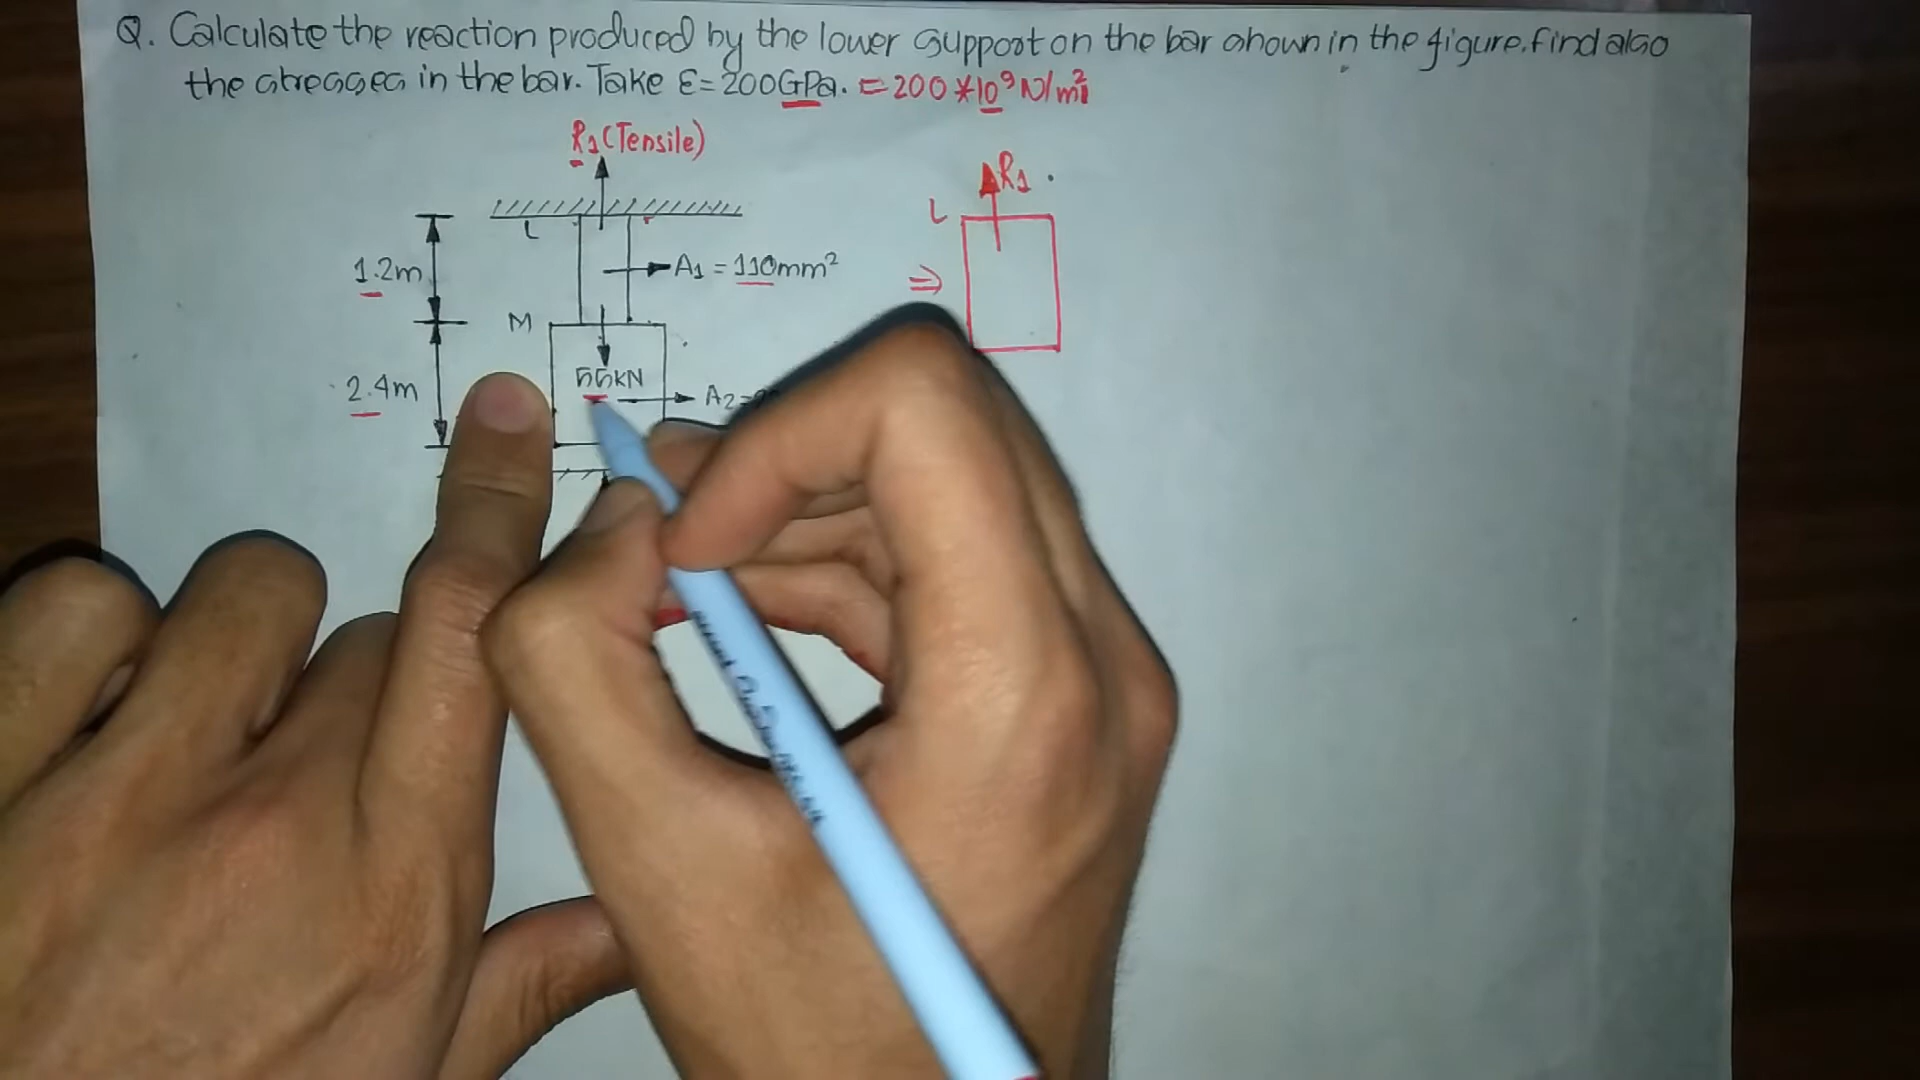 Q. Calculate the reaction produced by the lower support on the bar shown in the figure. Find also
the stresses in the bar. Take E=200GPa. = 200 *10⁹ N/m²
R1 (Tensile)
R1
L
L
1.2m
A1 = 110mm²
⇒
M
55kN
2.4m
A2=